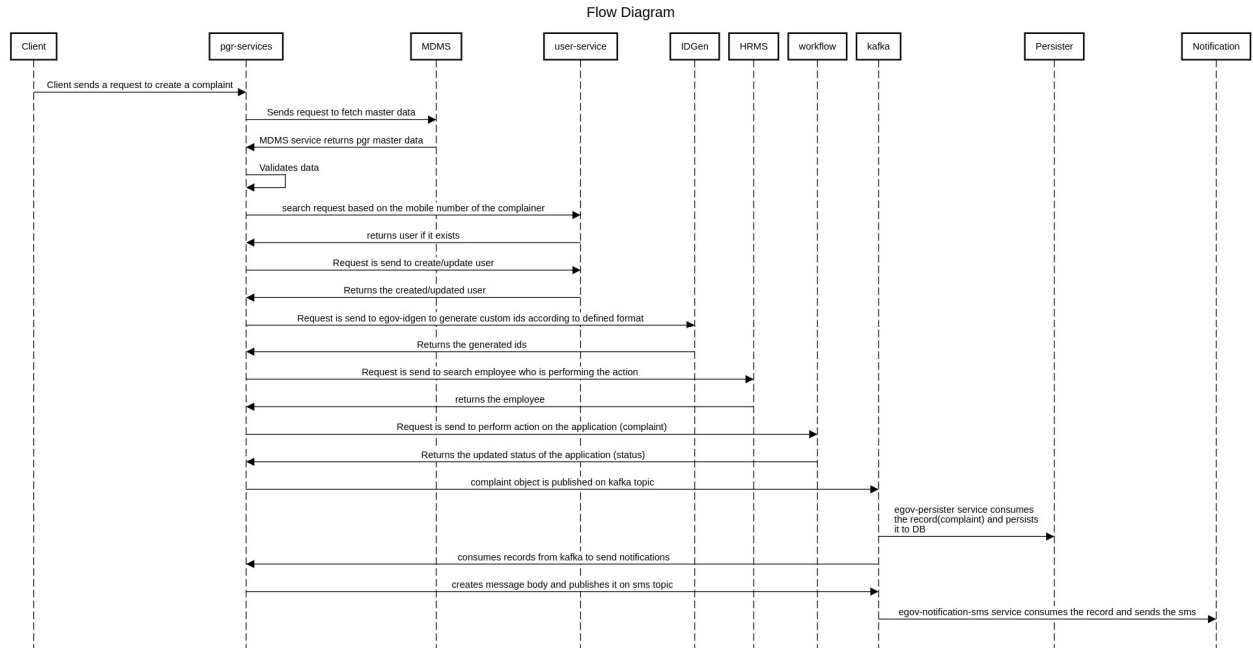 Flow Diagram
Client
pgr-services
MDMS
user-service
IDGen
HRMS
workflow
kafka
Persister
Notification
Client sends a request to create a complaint
Sends request to fetch master data
MDMS service returns pgr master data
Validates data
search request based on the mobile number of the complainer
returns user if it exists
Request is send to create/update user
Returns the created/updated user
Request is send to egov-idgen to generate custom ids according to defined format
Returns the generated ids
Request is send to search employee who is performing the action
returns the employee
Request is send to perform action on the application (complaint)
Returns the updated status of the application (status)
complaint object is published on kafka topic
egov-persister service consumes
the record(complaint) and persists
it to DB
consumes records from kafka to send notifications
creates message body and publishes it on sms topic
egov-notification-sms service consumes the record and sends the sms